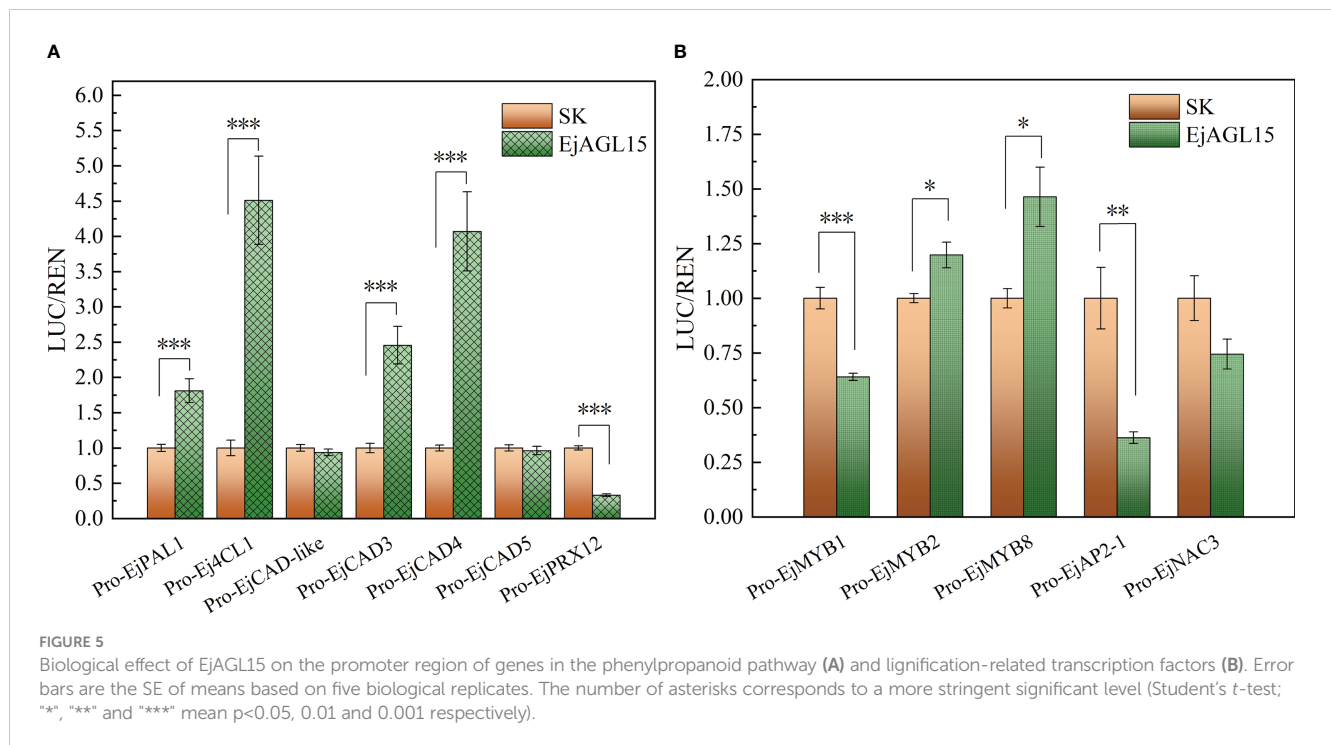 A
LUC/REN
6.0
5.5
5.0
4.5
4.0
3.5
3.0
2.5
2.0
1.5
1.0
0.5
0.0
SK
EjAGL15
***
***
***
***
***
Pro-EjPAL1
Pro-Ej4CL1
Pro-EjCAD-like
Pro-EjCAD3
Pro-EjCAD4
Pro-EjCAD5
Pro-EjPRX12
B
LUC/REN
2.00
1.75
1.50
1.25
1.00
0.75
0.50
0.25
0.00
SK
EjAGL15
***
*
*
**
Pro-EjMYB1
Pro-EjMYB2
Pro-EjMYB8
Pro-EjAP2-1
Pro-EjNAC3
FIGURE 5
Biological effect of EjAGL15 on the promoter region of genes in the phenylpropanoid pathway (A) and lignification-related transcription factors (B). Error
bars are the SE of means based on five biological replicates. The number of asterisks corresponds to a more stringent significant level (Student's t-test;
"*", "**" and "***" mean p<0.05, 0.01 and 0.001 respectively).